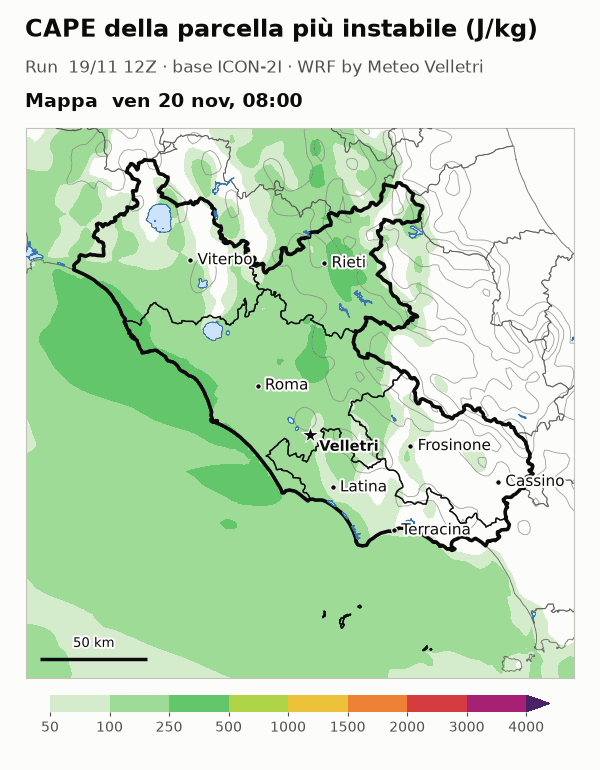 CAPE della parcella più instabile (J/kg)
Run 19/11 12Z · base ICON-2I · WRF by Meteo Velletri
Mappa ven 20 nov, 08:00
Viterbo
Rieti
Roma
Velletri
Frosinone
Latina
Cassino
Terracina
50 km
50 100 250 500 1000 1500 2000 3000 4000